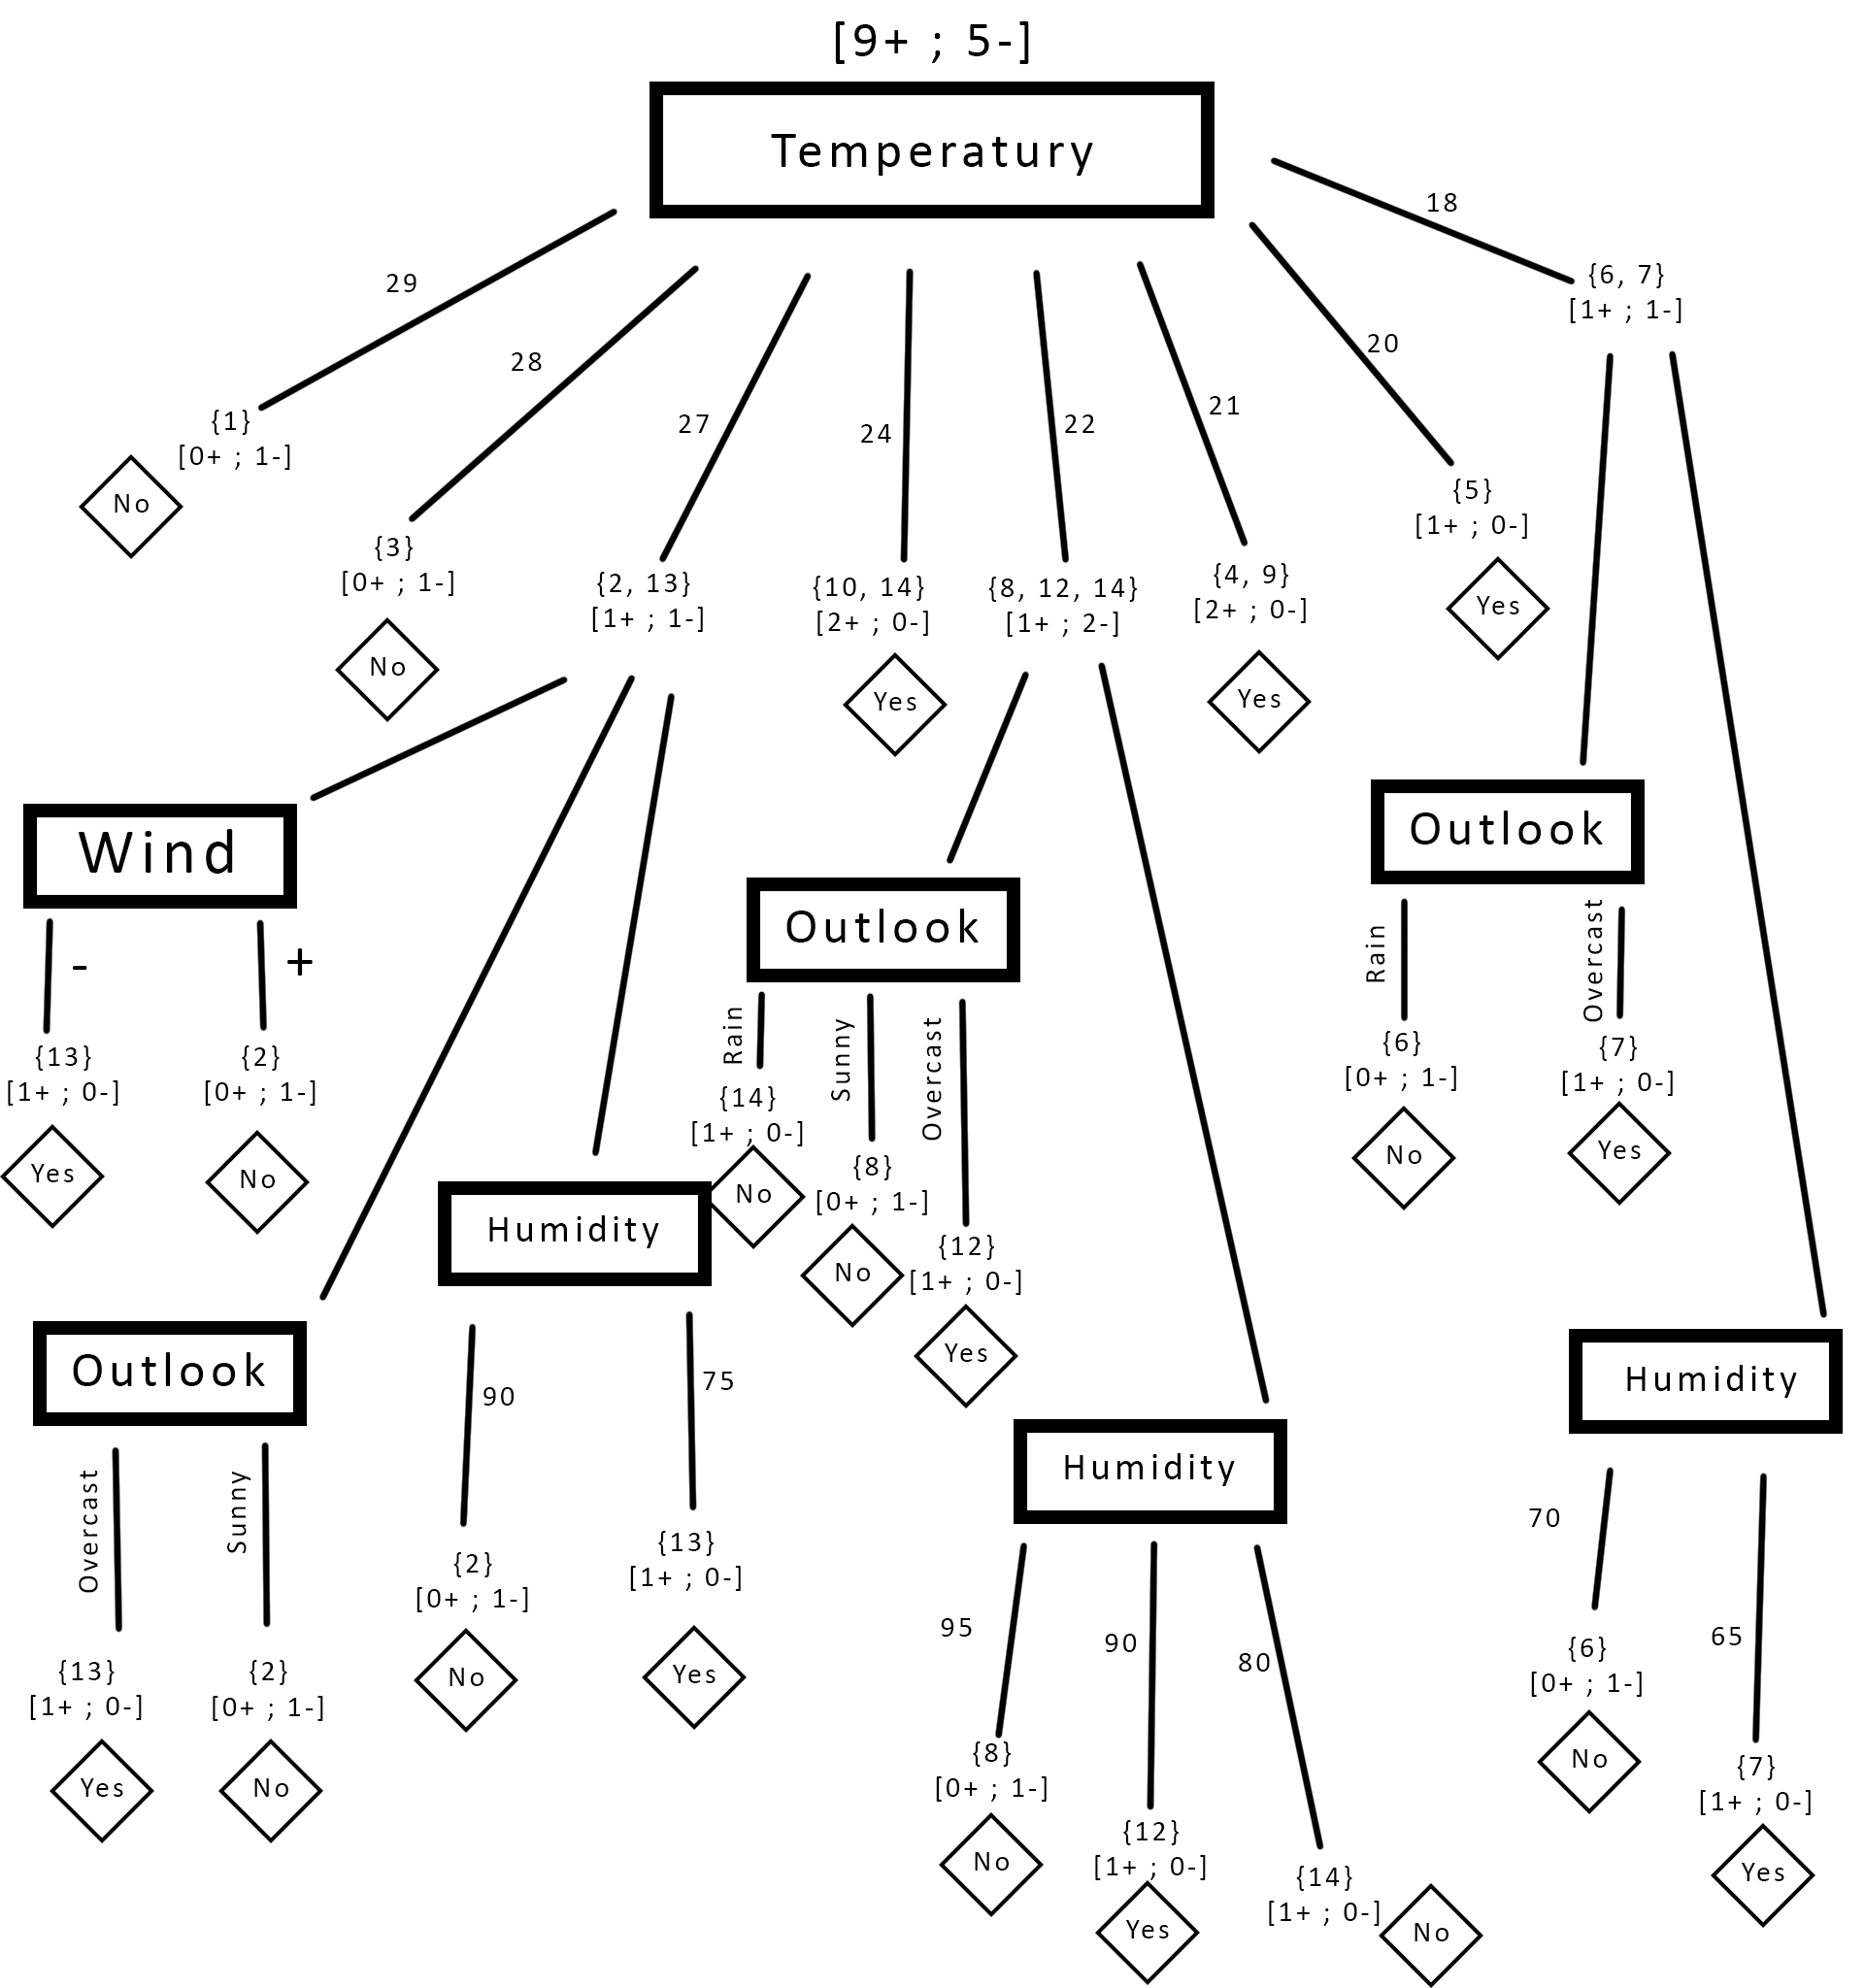 [9+ ; 5-]
Temperatury
29
28
27
24
22
21
20
18
{6, 7}
[1+ ; 1-]
{1}
[0+ ; 1-]
No
{3}
[0+ ; 1-]
No
{2, 13}
[1+ ; 1-]
{10, 14}
[2+ ; 0-]
Yes
{8, 12, 14}
[1+ ; 2-]
{4, 9}
[2+ ; 0-]
Yes
{5}
[1+ ; 0-]
Yes
Wind
-
+
{13}
[1+ ; 0-]
Yes
{2}
[0+ ; 1-]
No
Outlook
Rain
Sunny
Overcast
{14}
[1+ ; 0-]
No
{8}
[0+ ; 1-]
No
{12}
[1+ ; 0-]
Yes
Outlook
Rain
Overcast
{6}
[0+ ; 1-]
No
{7}
[1+ ; 0-]
Yes
Humidity
90
75
{2}
[0+ ; 1-]
No
{13}
[1+ ; 0-]
Yes
Outlook
Overcast
Sunny
{13}
[1+ ; 0-]
Yes
{2}
[0+ ; 1-]
No
Humidity
95
90
80
{8}
[0+ ; 1-]
No
{12}
[1+ ; 0-]
Yes
{14}
[1+ ; 0-]
No
Humidity
70
65
{6}
[0+ ; 1-]
No
{7}
[1+ ; 0-]
Yes